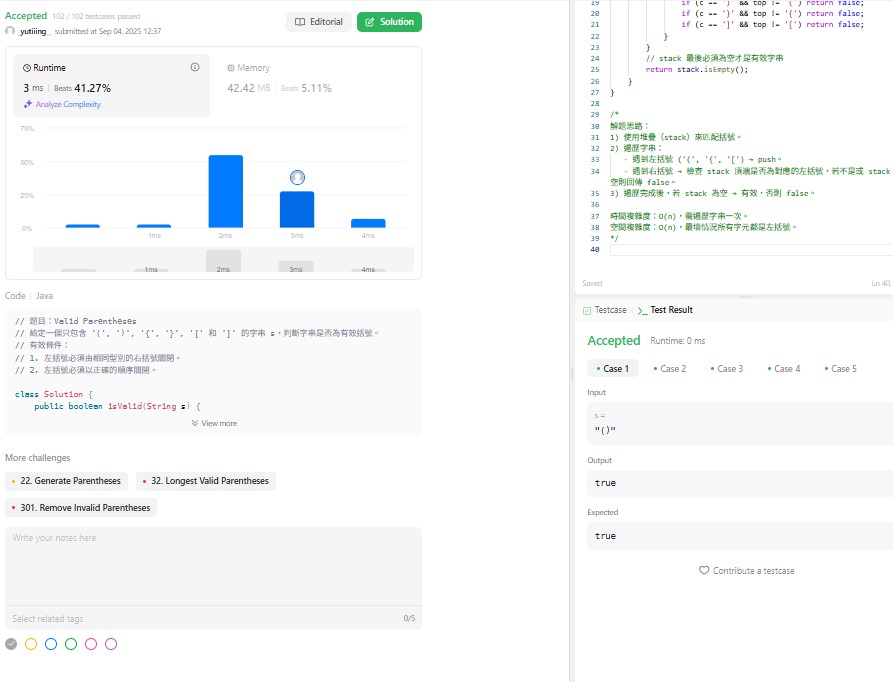 Accepted 102 / 102 testcases passed
yutiiing_ submitted at Sep 04, 2025 12:37
Editorial
Solution
Runtime
3 ms Beats 41.27%
Analyze Complexity
Memory
42.42 MB Beats 5.11%
75%
50%
25%
0%
1ms 2ms 3ms 4ms
1ms 2ms 3ms 4ms
Code | Java
// 題目：Valid Parentheses
// 給定一個只包含 '(', ')', '{', '}', '[' 和 ']' 的字串 s，判斷字串是否為有效括號。
// 有效條件：
// 1. 左括號必須由相同型別的右括號關閉。
// 2. 左括號必須以正確的順序關閉。
class Solution {
public boolean isValid(String s) {
View more
More challenges
22. Generate Parentheses
32. Longest Valid Parentheses
301. Remove Invalid Parentheses
Write your notes here
Select related tags 0/5
19 if (c == ')' && top != '(') return false;
20 if (c == '}' && top != '{') return false;
21 if (c == ']' && top != '[') return false;
22 }
23 }
24 // stack 最後必須為空才是有效字串
25 return stack.isEmpty();
26 }
27 }
28
29 /*
30 解題思路：
31 1) 使用堆疊（stack）來匹配括號。
32 2) 遍歷字串：
33 - 遇到左括號 ('(', '{', '[') → push。
34 - 遇到右括號 → 檢查 stack 頂端是否為對應的左括號，若不是或 stack
空則回傳 false。
35 3) 遍歷完成後，若 stack 為空 → 有效，否則 false。
36
37 時間複雜度：O(n)，需遍歷字串一次。
38 空間複雜度：O(n)，最壞情況所有字元都是左括號。
39 */
40
Saved Ln 40,
Testcase
Test Result
Accepted Runtime: 0 ms
Case 1 Case 2 Case 3 Case 4 Case 5
Input
s =
"()"
Output
true
Expected
true
Contribute a testcase